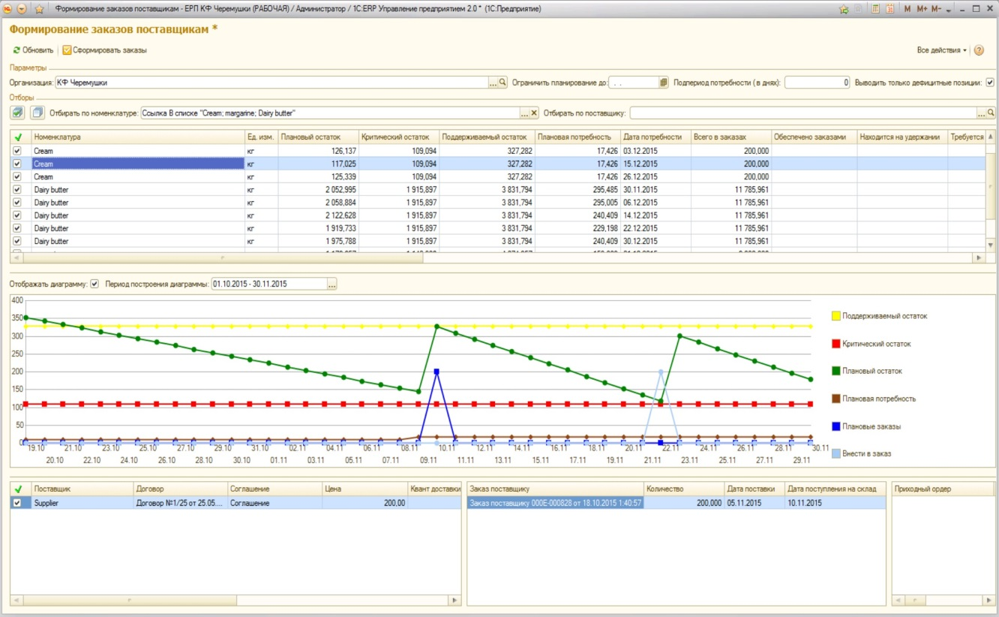 Формирование заказов поставщикам - ЕРП КФ Черемушки (РАБОЧАЯ) / Администратор / 1С:ERP Управление предприятием 2.0 * (1С:Предприятие) M M+ M-
Формирование заказов поставщикам *
Обновить Сформировать заказы Все действия ?
Параметры
Организация: КФ Черемушки ... Ограничить планирование до: . . Подпериод потребности (в днях): 0 Выводить только дефицитные позиции:
Отборы
Отбирать по номенклатуре: Ссылка В списке "Cream; margarine; Dairy butter" ... Отбирать по поставщику: ...
Номенклатура Ед. изм. Плановый остаток Критический остаток Поддерживаемый остаток Плановая потребность Дата потребности Всего в заказах Обеспечено заказами Находится на удержании Требуется
Cream кг 126,137 109,094 327,282 17,426 03.12.2015 200,000
Cream кг 117,025 109,094 327,282 17,426 15.12.2015 200,000
Cream кг 125,339 109,094 327,282 17,426 26.12.2015 200,000
Dairy butter кг 2 052,995 1 915,897 3 831,794 295,485 30.11.2015 11 785,961
Dairy butter кг 2 058,884 1 915,897 3 831,794 295,005 06.12.2015 11 785,961
Dairy butter кг 2 122,628 1 915,897 3 831,794 240,409 14.12.2015 11 785,961
Dairy butter кг 1 919,733 1 915,897 3 831,794 229,198 22.12.2015 11 785,961
Dairy butter кг 1 975,788 1 915,897 3 831,794 240,409 30.12.2015 11 785,961
Отображать диаграмму: Период построения диаграммы: 01.10.2015 - 30.11.2015 ...
400
350
300
250
200
150
100
50
0
19.10 21.10 23.10 25.10 27.10 29.10 31.10 02.11 04.11 06.11 08.11 10.11 12.11 14.11 16.11 18.11 20.11 22.11 24.11 26.11 28.11 30.11
20.10 22.10 24.10 26.10 28.10 30.10 01.11 03.11 05.11 07.11 09.11 11.11 13.11 15.11 17.11 19.11 21.11 23.11 25.11 27.11 29.11
Поддерживаемый остаток
Критический остаток
Плановый остаток
Плановая потребность
Плановые заказы
Внести в заказ
Поставщик Договор Соглашение Цена Квант доставки
Supplier Договор №1/25 от 25.05.... Соглашение 200,00
Заказ поставщику Количество Дата поставки Дата поступления на склад
Заказ поставщику 000Е-000828 от 18.10.2015 1:40:57 200,000 05.11.2015 10.11.2015
Приходный ордер